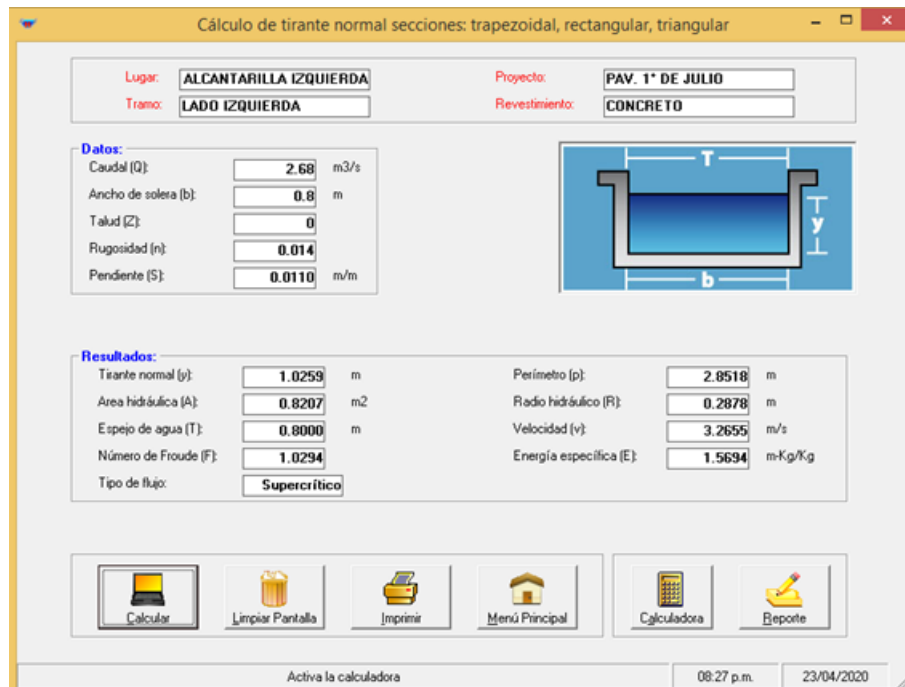 Cálculo de tirante normal secciones: trapezoidal, rectangular, triangular
Lugar: ALCANTARILLA IZQUIERDA Proyecto: PAV. 1° DE JULIO
Tramo: LADO IZQUIERDA Revestimiento: CONCRETO
Datos:
Caudal (Q): 2.68 m3/s
Ancho de solera (b): 0.8 m
Talud (Z): 0
Rugosidad (n): 0.014
Pendiente (S): 0.0110 m/m
T
y
b
Resultados:
Tirante normal (y): 1.0259 m Perímetro (p): 2.8518 m
Area hidráulica (A): 0.8207 m2 Radio hidráulico (R): 0.2878 m
Espejo de agua (T): 0.8000 m Velocidad (v): 3.2655 m/s
Número de Froude (F): 1.0294 Energía específica (E): 1.5694 m-Kg/Kg
Tipo de flujo: Supercrítico
Calcular Limpiar Pantalla Imprimir Menú Principal Calculadora Reporte
Activa la calculadora 08:27 p.m. 23/04/2020